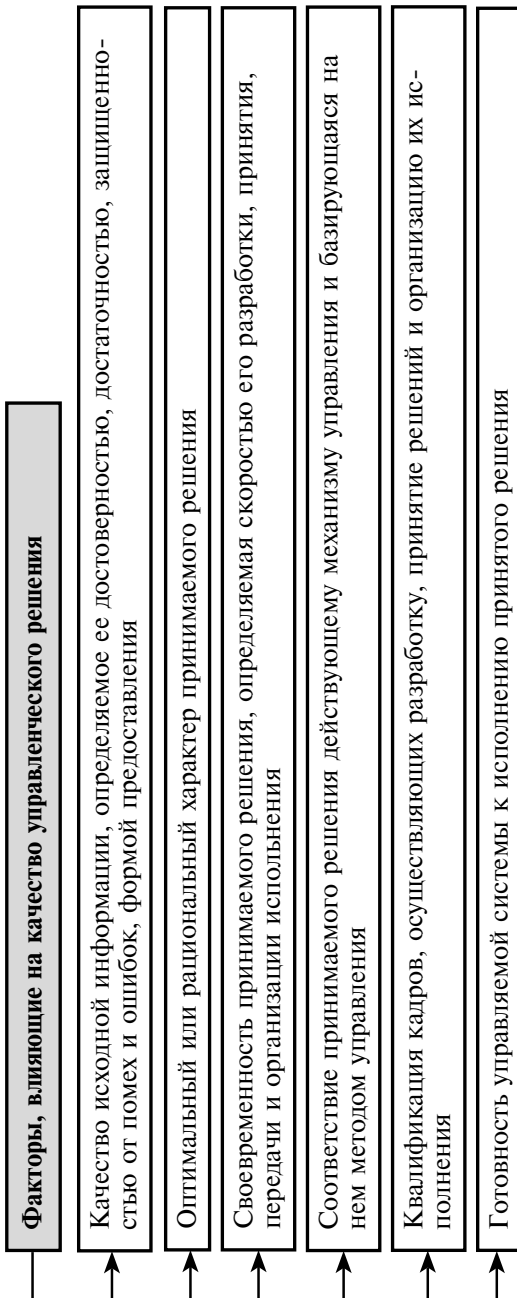 Факторы, влияющие на качество управленческого решения
Качество исходной информации, определяемое ее достоверностью, достаточностью, защищенно-
стью от помех и ошибок, формой предоставления
Оптимальный или рациональный характер принимаемого решения
Своевременность принимаемого решения, определяемая скоростью его разработки, принятия,
передачи и организации испольнения
Соответствие принимаемого решения действующему механизму управления и базирующаяся на
нем методом управления
Квалификация кадров, осуществляющих разработку, принятие решений и организацию их ис-
полнения
Готовность управляемой системы к исполнению принятого решения